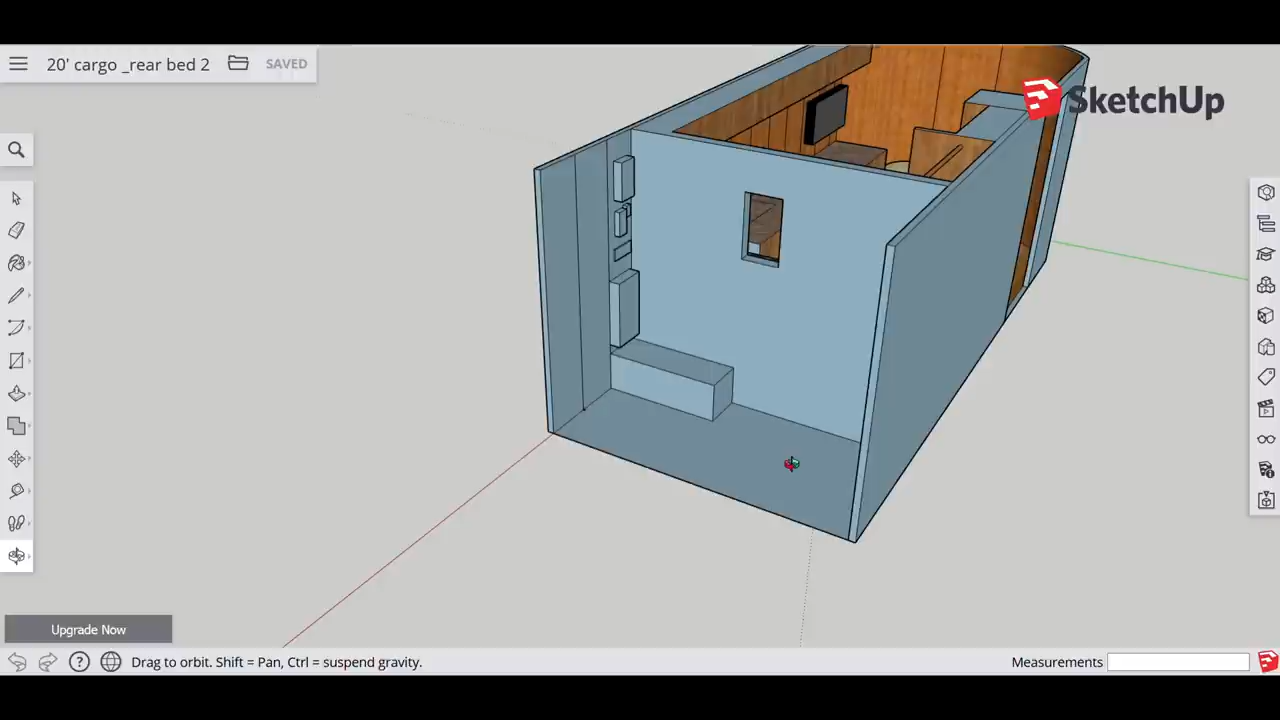 20' cargo _rear bed 2
SAVED
SketchUp
Upgrade Now
Drag to orbit. Shift = Pan, Ctrl = suspend gravity.
Measurements